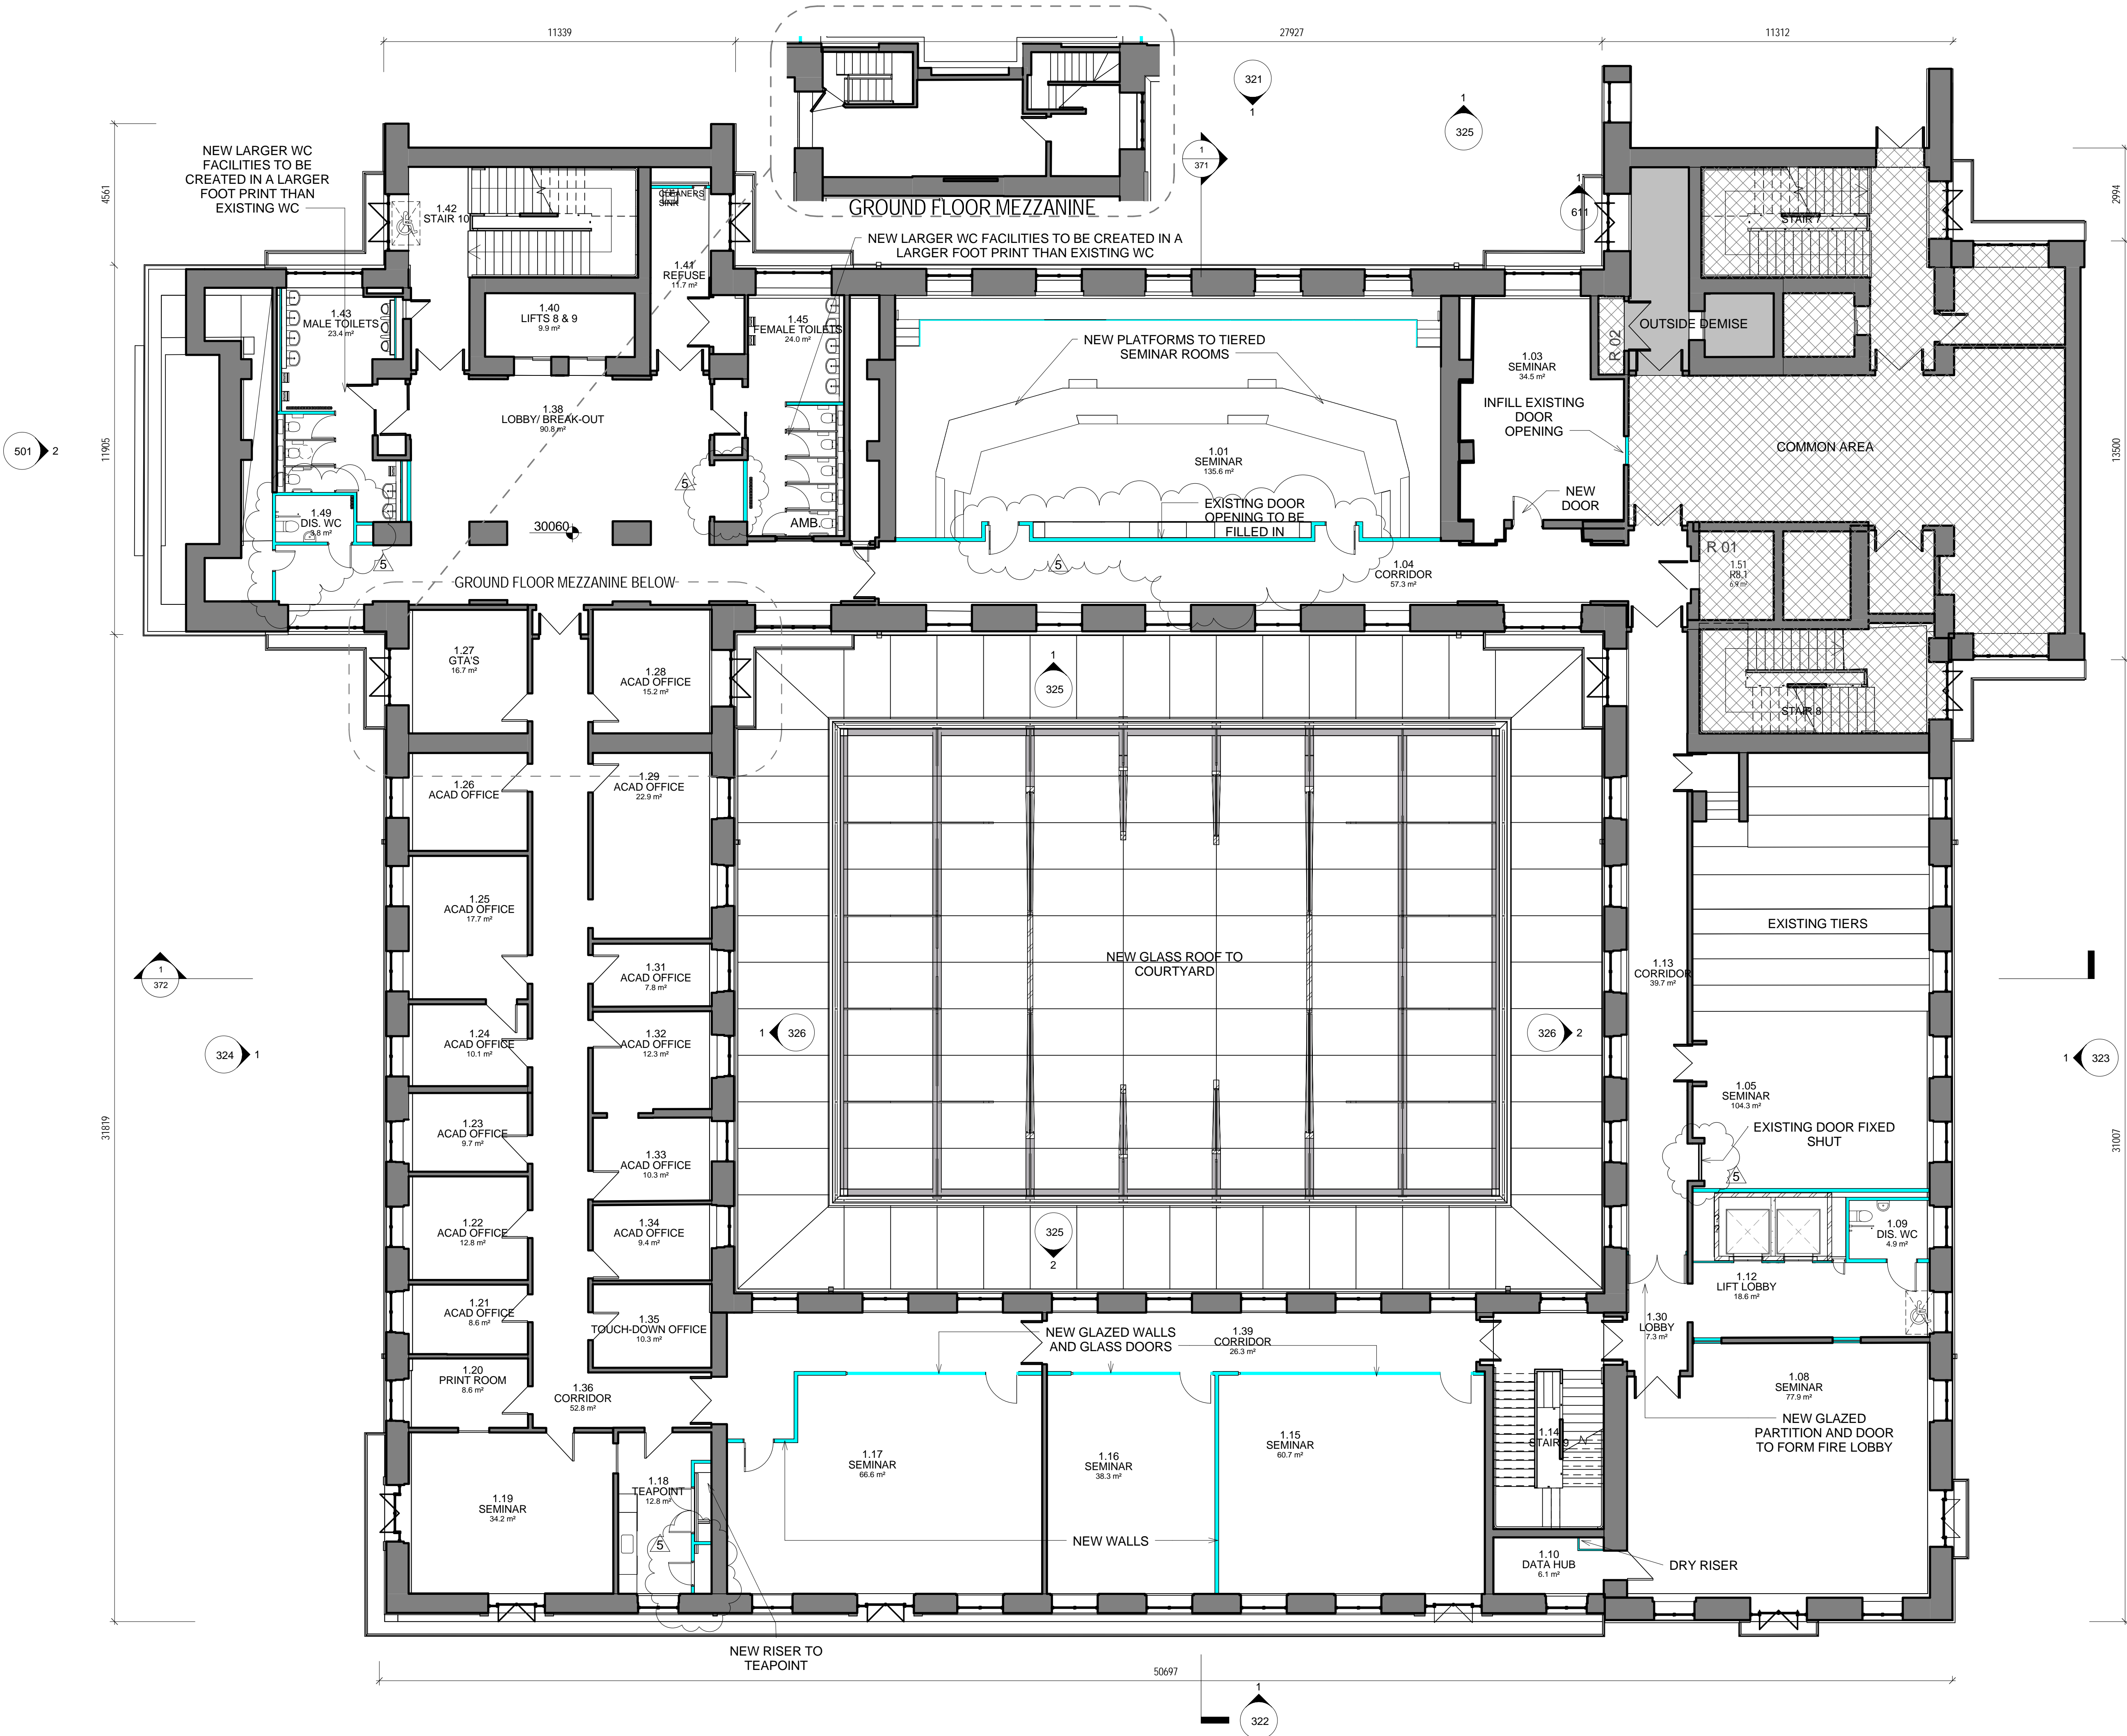 11339
27927
11312
321
1
1
325
1
371
NEW LARGER WC
FACILITIES TO BE
CREATED IN A LARGER
FOOT PRINT THAN
EXISTING WC
4561
2994
1.42
STAIR 10
CLEANERS
SINK
GROUND FLOOR MEZZANINE
1
611
STAIR 7
NEW LARGER WC FACILITIES TO BE CREATED IN A
LARGER FOOT PRINT THAN EXISTING WC
1.41
REFUSE
11.7 m²
1.40
LIFTS 8 & 9
9.9 m²
1.43
MALE TOILETS
23.4 m²
1.45
FEMALE TOILETS
24.0 m²
NEW PLATFORMS TO TIERED
SEMINAR ROOMS
1.03
SEMINAR
34.5 m²
R 02
OUTSIDE DEMISE
INFILL EXISTING
DOOR
OPENING
1.38
LOBBY/ BREAK-OUT
90.8 m²
COMMON AREA
501
2
11905
13500
1.01
SEMINAR
135.6 m²
5
NEW
DOOR
EXISTING DOOR
OPENING TO BE
FILLED IN
AMB.
1.49
DIS. WC
3.8 m²
30060
R 01
1.51
R8.1
6.9 m²
5
5
1.04
CORRIDOR
57.3 m²
GROUND FLOOR MEZZANINE BELOW
1.27
GTA'S
16.7 m²
1.28
ACAD OFFICE
15.2 m²
1
325
STAIR 8
1.26
ACAD OFFICE
1.29
ACAD OFFICE
22.9 m²
1.25
ACAD OFFICE
17.7 m²
EXISTING TIERS
1
372
1.31
ACAD OFFICE
7.8 m²
NEW GLASS ROOF TO
COURTYARD
1.13
CORRIDOR
39.7 m²
324
1
1.24
ACAD OFFICE
10.1 m²
1.32
ACAD OFFICE
12.3 m²
1
326
326
2
1
323
31819
31007
1.05
SEMINAR
104.3 m²
1.23
ACAD OFFICE
9.7 m²
1.33
ACAD OFFICE
10.3 m²
EXISTING DOOR FIXED
SHUT
5
1.22
ACAD OFFICE
12.8 m²
1.34
ACAD OFFICE
9.4 m²
325
2
1.09
DIS. WC
4.9 m²
1.12
LIFT LOBBY
18.6 m²
1.21
ACAD OFFICE
8.6 m²
1.35
TOUCH-DOWN OFFICE
10.3 m²
NEW GLAZED WALLS
AND GLASS DOORS
1.39
CORRIDOR
26.3 m²
1.30
LOBBY
7.3 m²
1.20
PRINT ROOM
8.6 m²
1.36
CORRIDOR
52.8 m²
1.08
SEMINAR
77.9 m²
NEW GLAZED
PARTITION AND DOOR
TO FORM FIRE LOBBY
1.17
SEMINAR
66.6 m²
1.16
SEMINAR
38.3 m²
1.15
SEMINAR
60.7 m²
1.14
STAIR 9
1.19
SEMINAR
34.2 m²
1.18
TEAPOINT
12.8 m²
5
NEW WALLS
1.10
DATA HUB
6.1 m²
DRY RISER
NEW RISER TO
TEAPOINT
50697
1
322